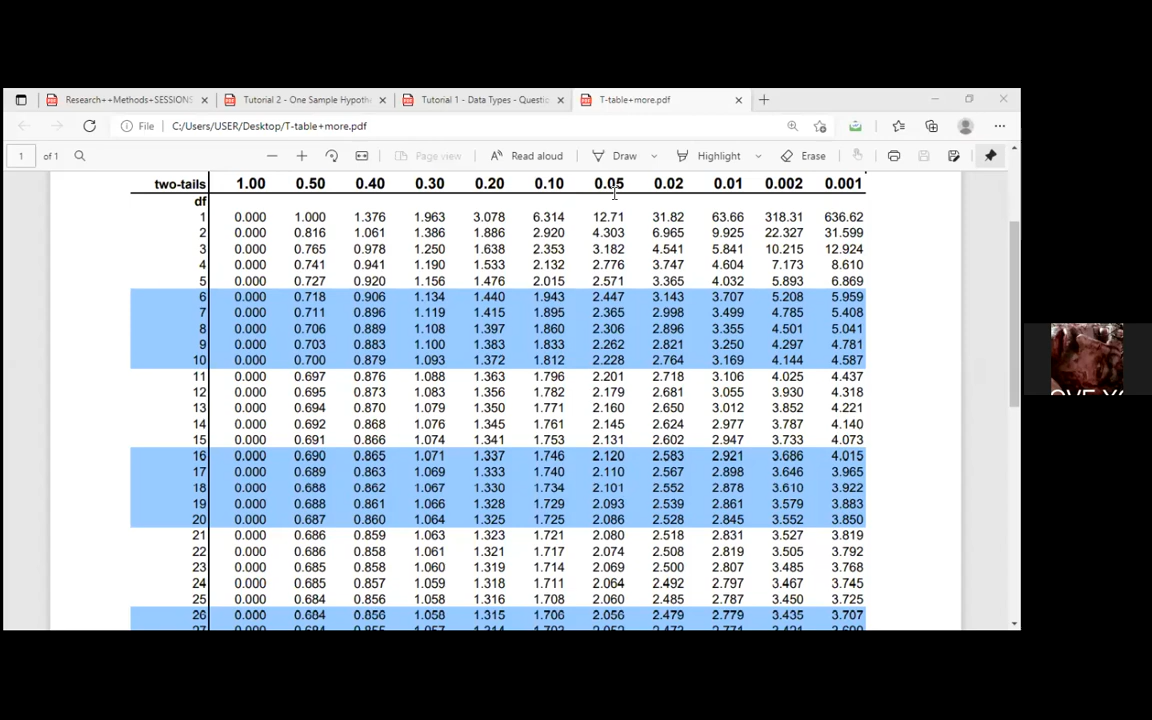 Research++Methods+SESSIONS
Tutorial 2 - One Sample Hypothe
Tutorial 1 - Data Types - Questic
T-table+more.pdf
File C:/Users/USER/Desktop/T-table+more.pdf
1 of 1 Page view Read aloud Draw Highlight Erase
two-tails 1.00 0.50 0.40 0.30 0.20 0.10 0.05 0.02 0.01 0.002 0.001
df
1 0.000 1.000 1.376 1.963 3.078 6.314 12.71 31.82 63.66 318.31 636.62
2 0.000 0.816 1.061 1.386 1.886 2.920 4.303 6.965 9.925 22.327 31.599
3 0.000 0.765 0.978 1.250 1.638 2.353 3.182 4.541 5.841 10.215 12.924
4 0.000 0.741 0.941 1.190 1.533 2.132 2.776 3.747 4.604 7.173 8.610
5 0.000 0.727 0.920 1.156 1.476 2.015 2.571 3.365 4.032 5.893 6.869
6 0.000 0.718 0.906 1.134 1.440 1.943 2.447 3.143 3.707 5.208 5.959
7 0.000 0.711 0.896 1.119 1.415 1.895 2.365 2.998 3.499 4.785 5.408
8 0.000 0.706 0.889 1.108 1.397 1.860 2.306 2.896 3.355 4.501 5.041
9 0.000 0.703 0.883 1.100 1.383 1.833 2.262 2.821 3.250 4.297 4.781
10 0.000 0.700 0.879 1.093 1.372 1.812 2.228 2.764 3.169 4.144 4.587
11 0.000 0.697 0.876 1.088 1.363 1.796 2.201 2.718 3.106 4.025 4.437
12 0.000 0.695 0.873 1.083 1.356 1.782 2.179 2.681 3.055 3.930 4.318
13 0.000 0.694 0.870 1.079 1.350 1.771 2.160 2.650 3.012 3.852 4.221
14 0.000 0.692 0.868 1.076 1.345 1.761 2.145 2.624 2.977 3.787 4.140
15 0.000 0.691 0.866 1.074 1.341 1.753 2.131 2.602 2.947 3.733 4.073
16 0.000 0.690 0.865 1.071 1.337 1.746 2.120 2.583 2.921 3.686 4.015
17 0.000 0.689 0.863 1.069 1.333 1.740 2.110 2.567 2.898 3.646 3.965
18 0.000 0.688 0.862 1.067 1.330 1.734 2.101 2.552 2.878 3.610 3.922
19 0.000 0.688 0.861 1.066 1.328 1.729 2.093 2.539 2.861 3.579 3.883
20 0.000 0.687 0.860 1.064 1.325 1.725 2.086 2.528 2.845 3.552 3.850
21 0.000 0.686 0.859 1.063 1.323 1.721 2.080 2.518 2.831 3.527 3.819
22 0.000 0.686 0.858 1.061 1.321 1.717 2.074 2.508 2.819 3.505 3.792
23 0.000 0.685 0.858 1.060 1.319 1.714 2.069 2.500 2.807 3.485 3.768
24 0.000 0.685 0.857 1.059 1.318 1.711 2.064 2.492 2.797 3.467 3.745
25 0.000 0.684 0.856 1.058 1.316 1.708 2.060 2.485 2.787 3.450 3.725
26 0.000 0.684 0.856 1.058 1.315 1.706 2.056 2.479 2.779 3.435 3.707